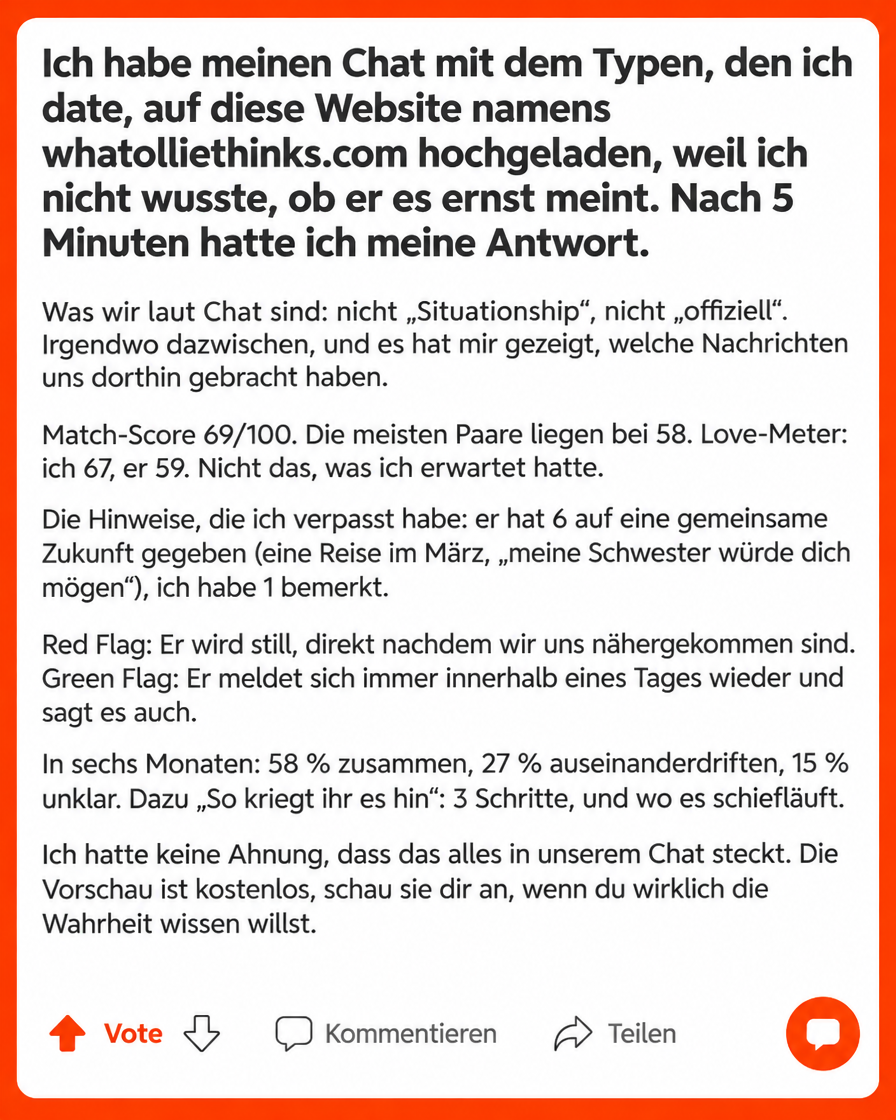 Ich habe meinen Chat mit dem Typen, den ich
date, auf diese Website namens
whatolliethinks.com hochgeladen, weil ich
nicht wusste, ob er es ernst meint. Nach 5
Minuten hatte ich meine Antwort.
Was wir laut Chat sind: nicht „Situationship“, nicht „offiziell“.
Irgendwo dazwischen, und es hat mir gezeigt, welche Nachrichten
uns dorthin gebracht haben.
Match-Score 69/100. Die meisten Paare liegen bei 58. Love-Meter:
ich 67, er 59. Nicht das, was ich erwartet hatte.
Die Hinweise, die ich verpasst habe: er hat 6 auf eine gemeinsame
Zukunft gegeben (eine Reise im März, „meine Schwester würde dich
mögen“), ich habe 1 bemerkt.
Red Flag: Er wird still, direkt nachdem wir uns nähergekommen sind.
Green Flag: Er meldet sich immer innerhalb eines Tages wieder und
sagt es auch.
In sechs Monaten: 58 % zusammen, 27 % auseinanderdriften, 15 %
unklar. Dazu „So kriegt ihr es hin“: 3 Schritte, und wo es schiefläuft.
Ich hatte keine Ahnung, dass das alles in unserem Chat steckt. Die
Vorschau ist kostenlos, schau sie dir an, wenn du wirklich die
Wahrheit wissen willst.
Vote Kommentieren Teilen